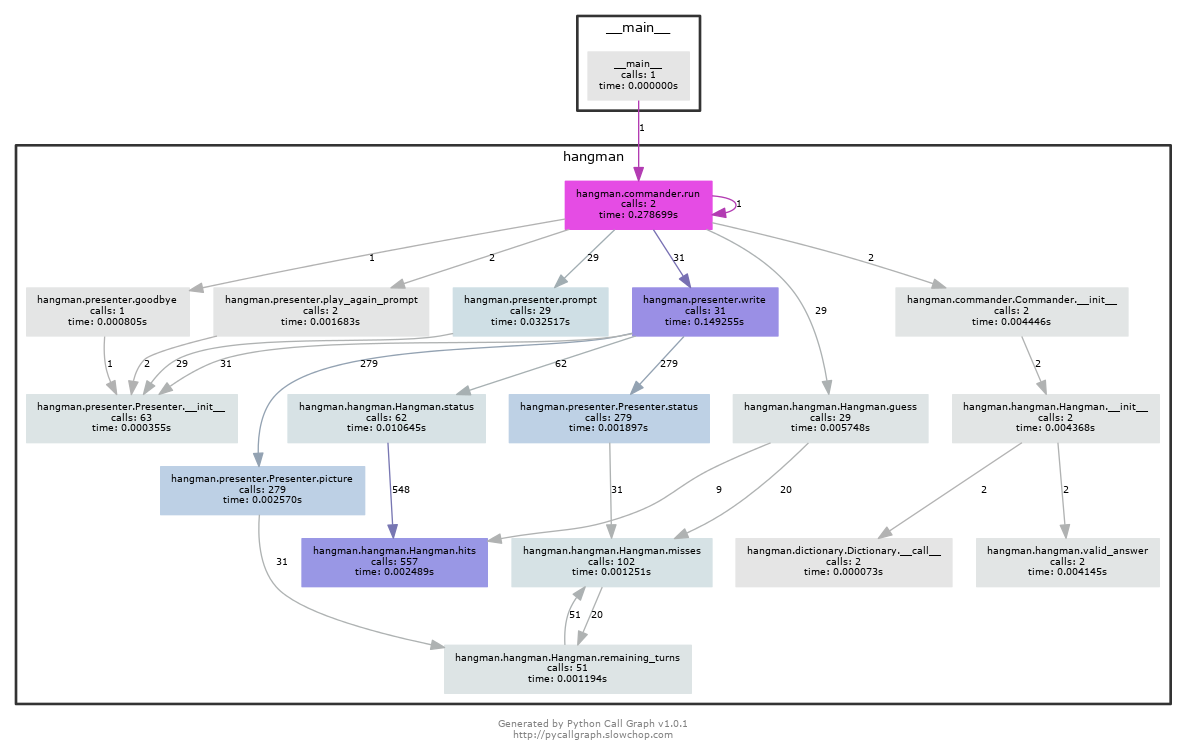 __main__
__main__
calls: 1
time: 0.000000s
1
hangman
hangman.commander.run
calls: 2
time: 0.278699s
1
1
2
29
31
29
2
hangman.presenter.goodbye
calls: 1
time: 0.000805s
hangman.presenter.play_again_prompt
calls: 2
time: 0.001683s
hangman.presenter.prompt
calls: 29
time: 0.032517s
hangman.presenter.write
calls: 31
time: 0.149255s
hangman.commander.Commander.__init__
calls: 2
time: 0.004446s
1
2
29
31
279
62
279
2
hangman.presenter.Presenter.__init__
calls: 63
time: 0.000355s
hangman.hangman.Hangman.status
calls: 62
time: 0.010645s
hangman.presenter.Presenter.status
calls: 279
time: 0.001897s
hangman.hangman.Hangman.guess
calls: 29
time: 0.005748s
hangman.hangman.Hangman.__init__
calls: 2
time: 0.004368s
hangman.presenter.Presenter.picture
calls: 279
time: 0.002570s
548
31
9
20
2
2
hangman.hangman.Hangman.hits
calls: 557
time: 0.002489s
hangman.hangman.Hangman.misses
calls: 102
time: 0.001251s
hangman.dictionary.Dictionary.__call__
calls: 2
time: 0.000073s
hangman.hangman.valid_answer
calls: 2
time: 0.004145s
31
51
20
hangman.hangman.Hangman.remaining_turns
calls: 51
time: 0.001194s
Generated by Python Call Graph v1.0.1
http://pycallgraph.slowchop.com